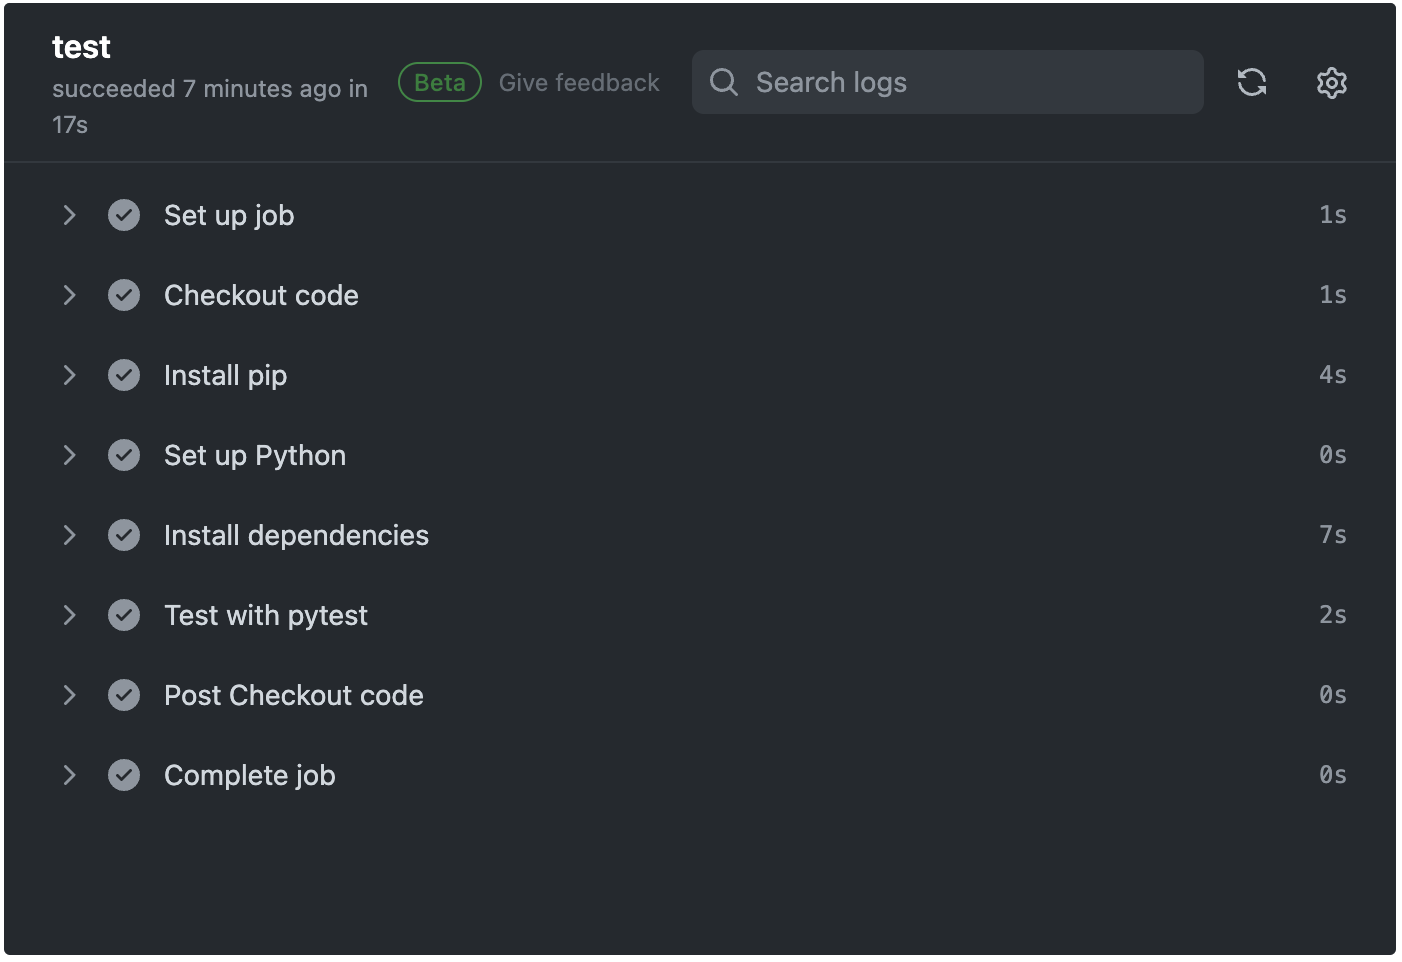 test
succeeded 7 minutes ago in
17s
Beta
Give feedback
Search logs
Set up job 1s
Checkout code 1s
Install pip 4s
Set up Python 0s
Install dependencies 7s
Test with pytest 2s
Post Checkout code 0s
Complete job 0s